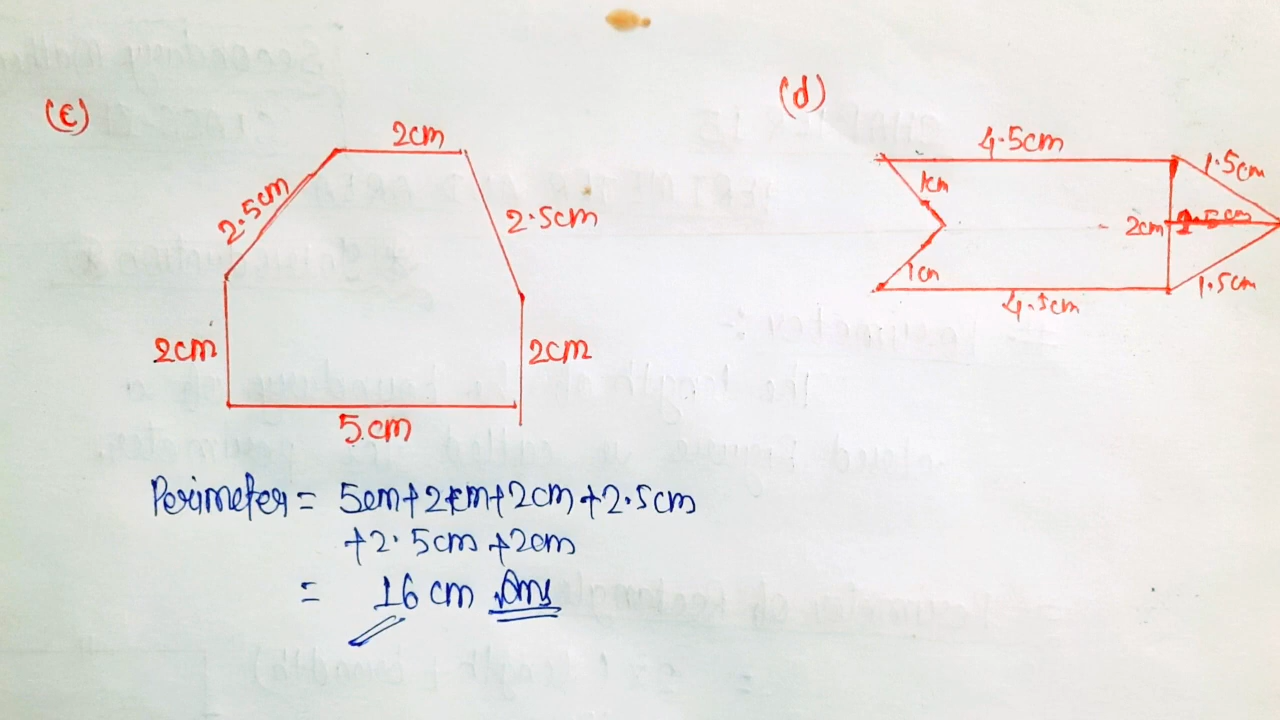 (c)
(d)
2cm
4.5cm
2.5cm
1cm
1.5cm
2.5cm
2cm
1cm
1.5cm
4.5cm
2cm
2cm
5cm
Perimeter = 5cm+2cm+2cm+2.5cm
+2.5cm+2cm
= 16 cm Ans